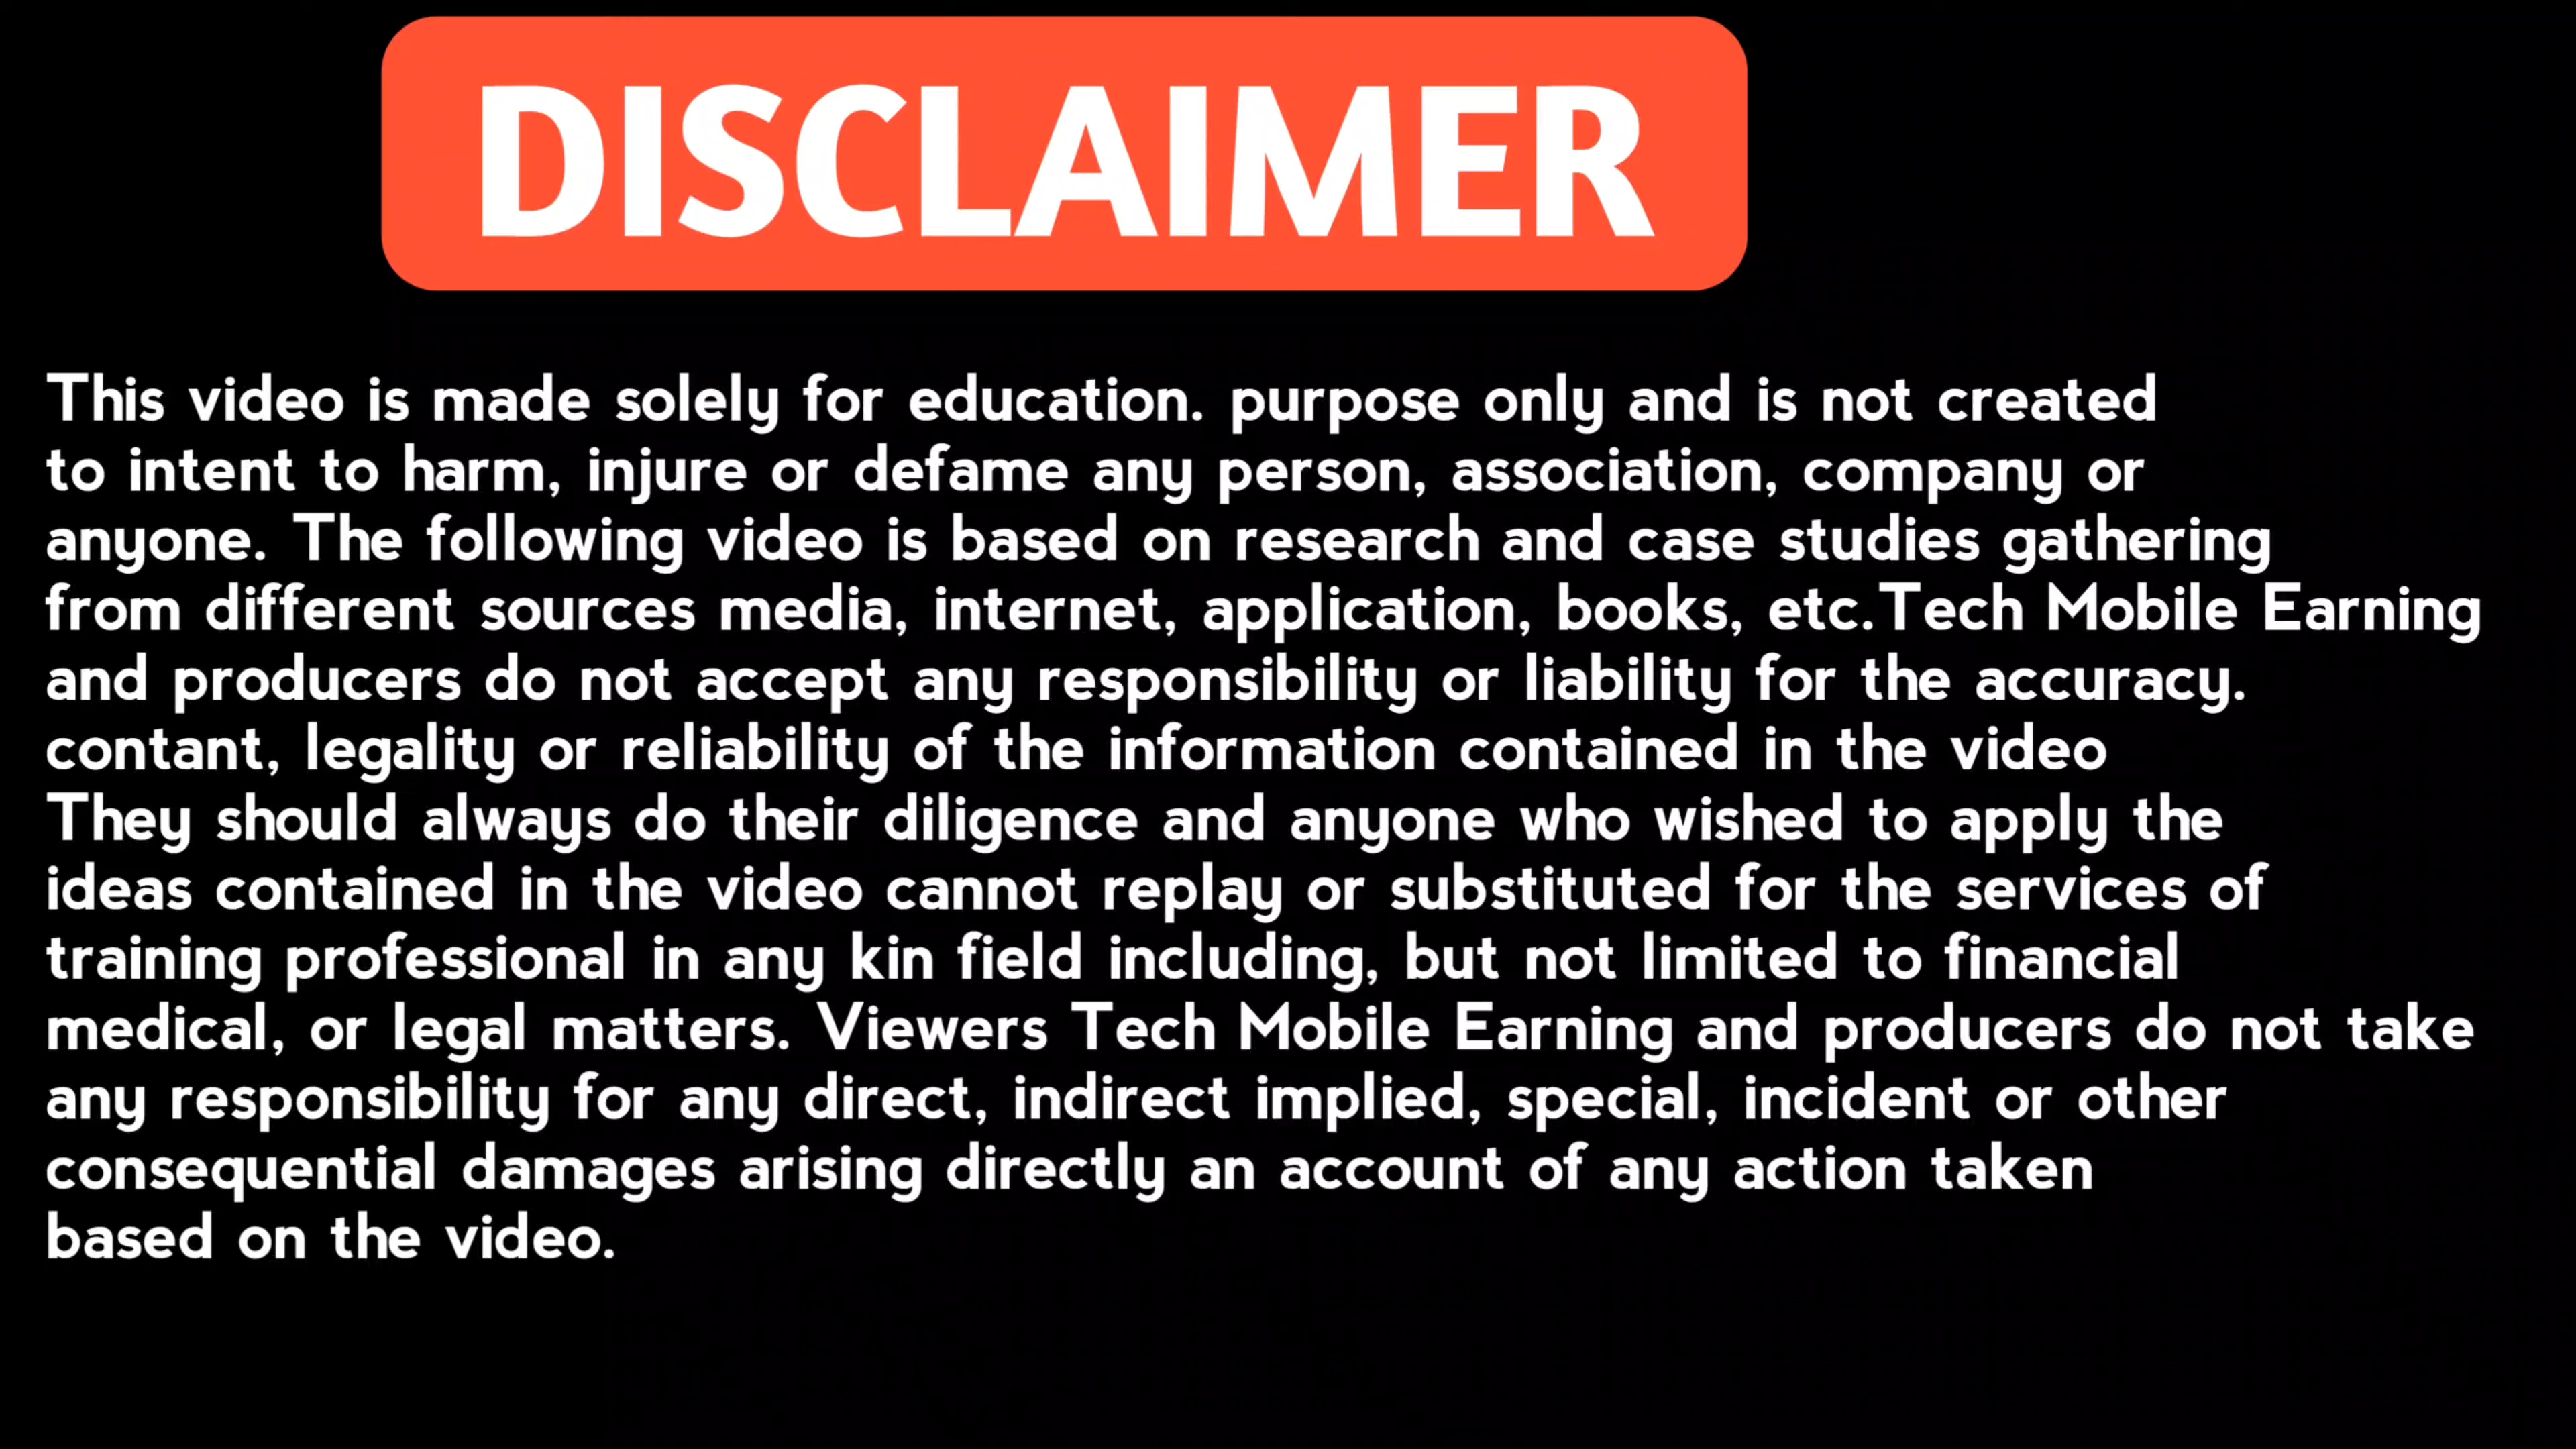 DISCLAIMER
This video is made solely for education. purpose only and is not created
to intent to harm, injure or defame any person, association, company or
anyone. The following video is based on research and case studies gathering
from different sources media, internet, application, books, etc.Tech Mobile Earning
and producers do not accept any responsibility or liability for the accuracy.
contant, legality or reliability of the information contained in the video
They should always do their diligence and anyone who wished to apply the
ideas contained in the video cannot replay or substituted for the services of
training professional in any kin field including, but not limited to financial
medical, or legal matters. Viewers Tech Mobile Earning and producers do not take
any responsibility for any direct, indirect implied, special, incident or other
consequential damages arising directly an account of any action taken
based on the video.